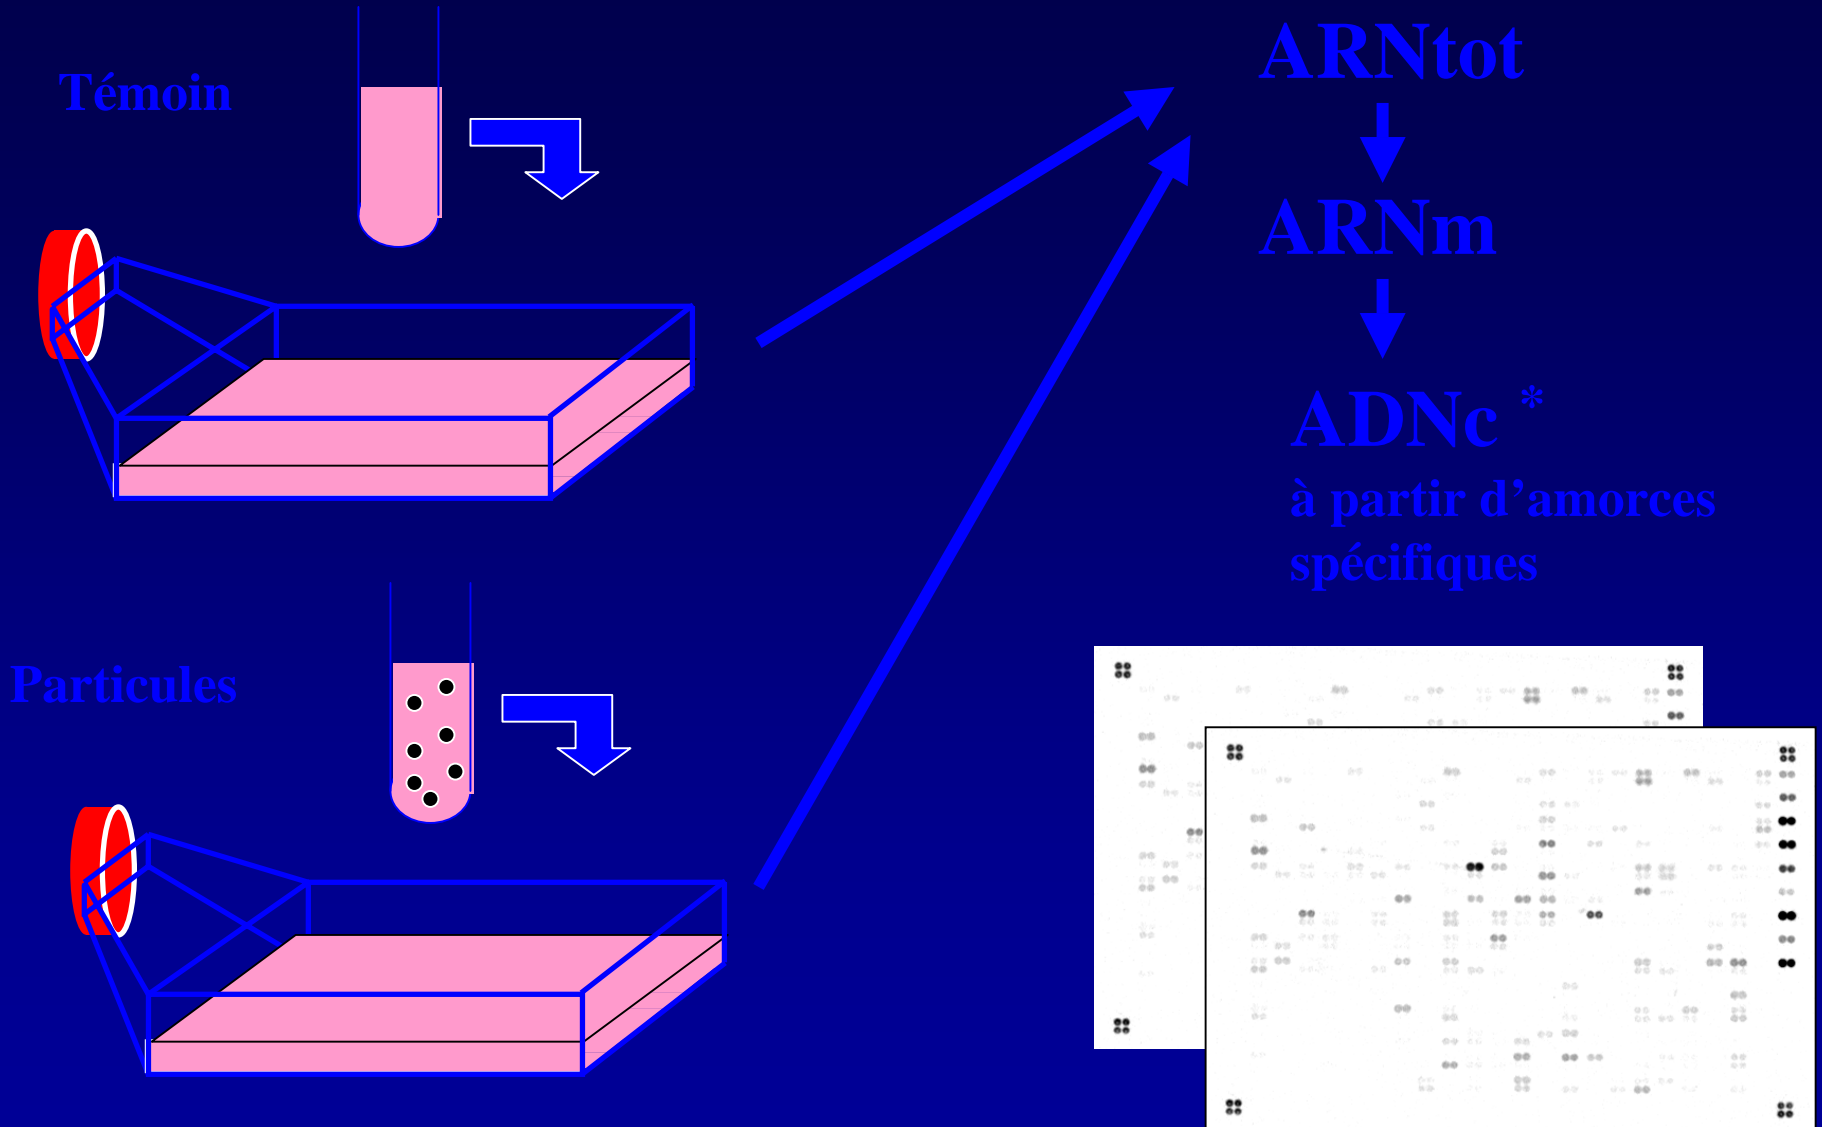 Témoin
ARNtot
ARNm
ADNc *
à partir d’amorces
spécifiques
Particules